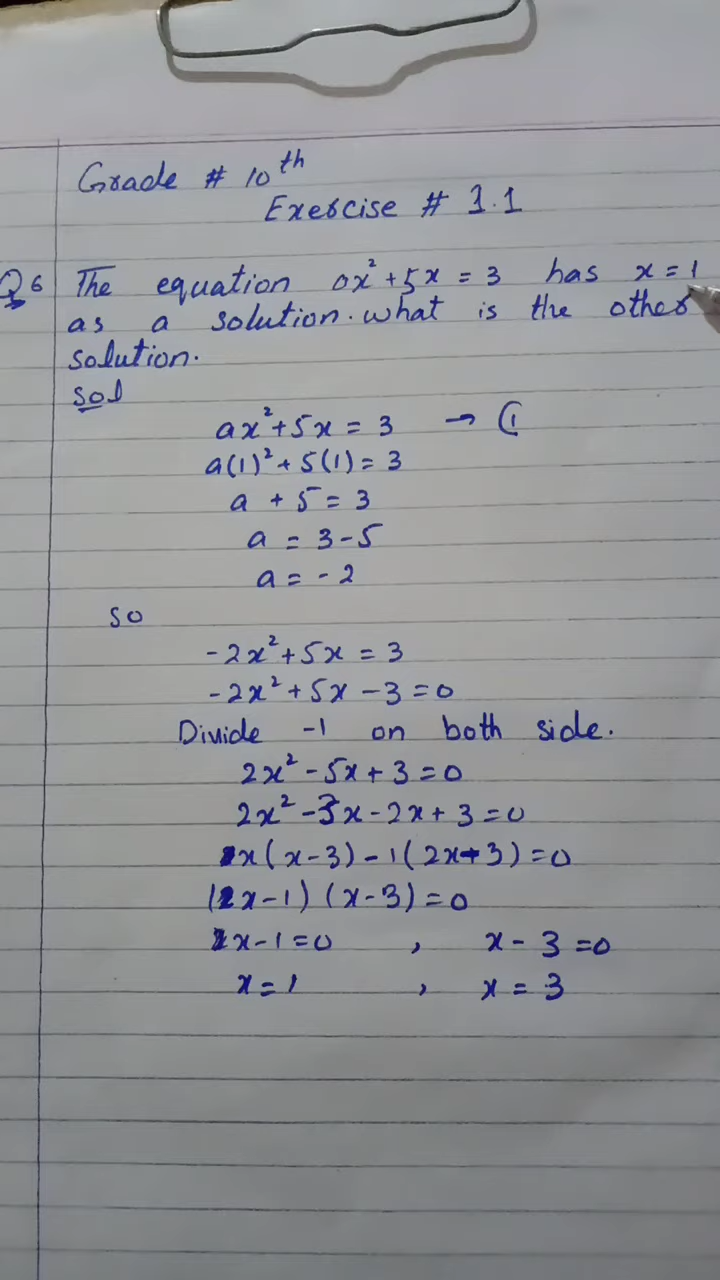 Grade # 10th
Exercise # 1.1
Q6 The equation ax²+5x = 3 has x=1
as a solution. what is the other
solution.
Sol
ax²+5x = 3 → (1
a(1)²+5(1)=3
a +5=3
a = 3-5
a=-2
so
-2x²+5x = 3
-2x²+5x-3=0
Divide -1 on both side.
2x²-5x+3=0
2x²-3x-2x+3=0
x(x-3)-1(2x-3)=0
(x-1)(x-3)=0
x-1=0 , x-3=0
x=1 , x=3